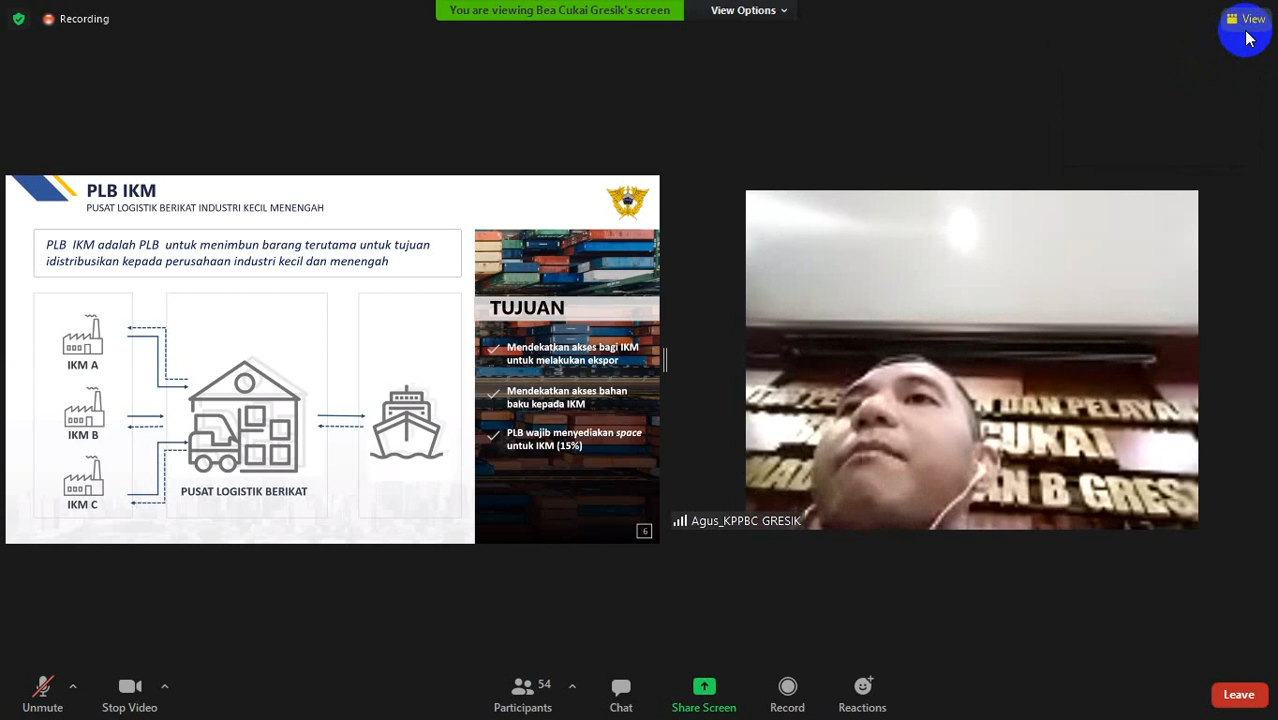 Recording
You are viewing Bea Cukai Gresik's screen
View Options
View
PLB IKM
PUSAT LOGISTIK BERIKAT INDUSTRI KECIL MENENGAH
PLB IKM adalah PLB untuk menimbun barang terutama untuk tujuan
idistribusikan kepada perusahaan industri kecil dan menengah
IKM A
IKM B
IKM C
PUSAT LOGISTIK BERIKAT
TUJUAN
Mendekatkan akses bagi IKM
untuk melakukan ekspor
Mendekatkan akses bahan
baku kepada IKM
PLB wajib menyediakan space
untuk IKM (15%)
6
DAN PELAYA
CUKAI
B GRES
Agus_KPPBC GRESIK
Unmute
Stop Video
54
Participants
Chat
Share Screen
Record
Reactions
Leave